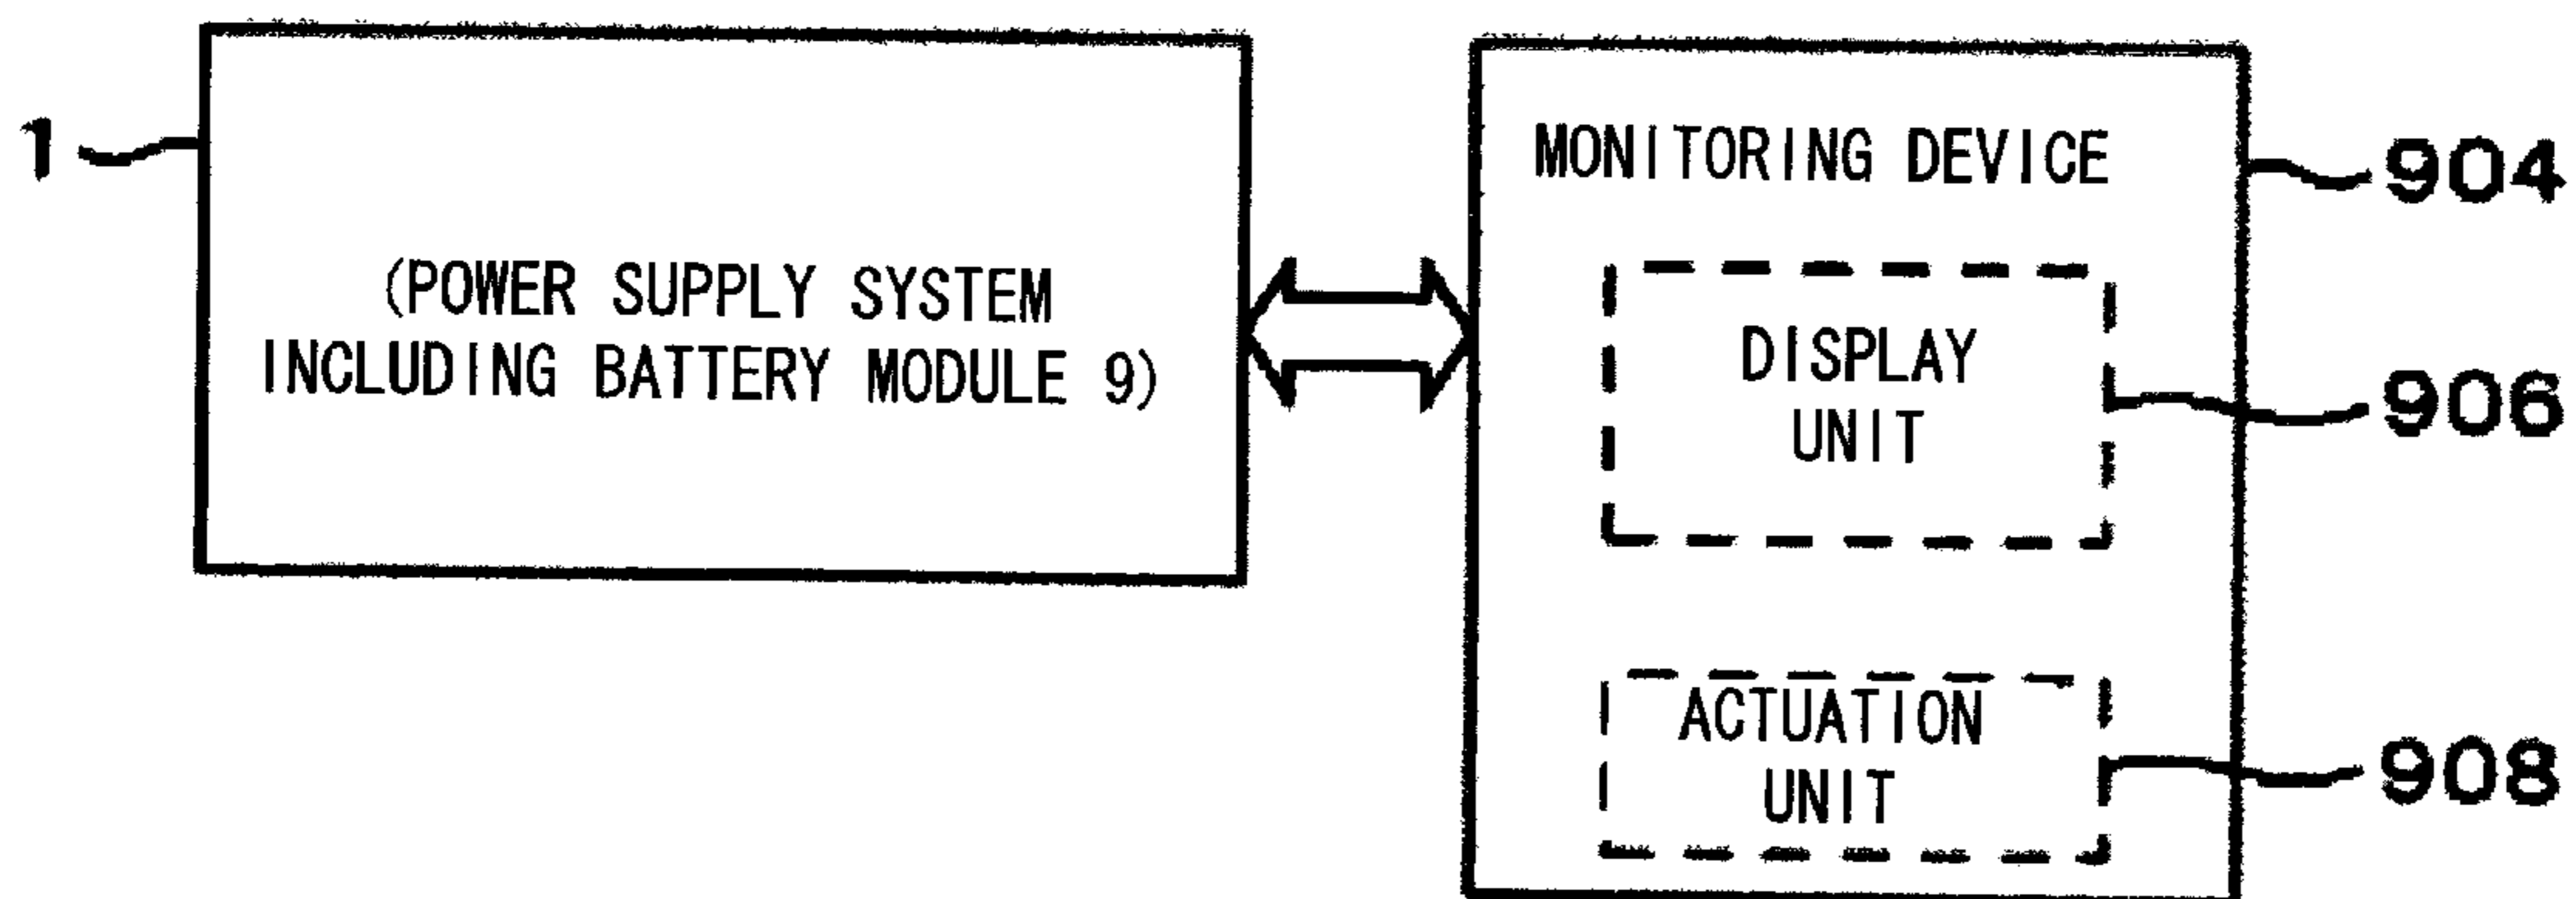 1
(POWER SUPPLY SYSTEM
INCLUDING BATTERY MODULE 9)
MONITORING DEVICE
904
DISPLAY
UNIT
906
ACTUATION
UNIT
908